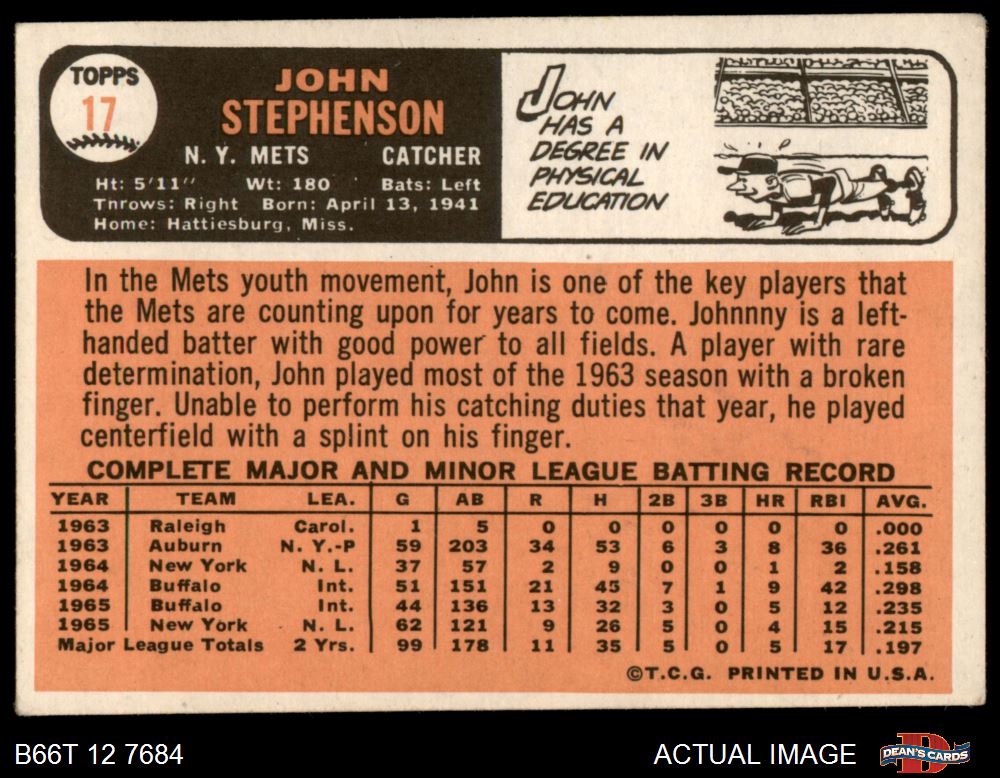 TOPPS
17
JOHN
STEPHENSON
N. Y. METS CATCHER
Ht: 5'11" Wt: 180 Bats: Left
Throws: Right Born: April 13, 1941
Home: Hattiesburg, Miss.
JOHN
HAS A
DEGREE IN
PHYSICAL
EDUCATION
In the Mets youth movement, John is one of the key players that
the Mets are counting upon for years to come. Johnnny is a left-
handed batter with good power to all fields. A player with rare
determination, John played most of the 1963 season with a broken
finger. Unable to perform his catching duties that year, he played
centerfield with a splint on his finger.
COMPLETE MAJOR AND MINOR LEAGUE BATTING RECORD
YEAR TEAM LEA. G AB R H 2B 3B HR RBI AVG.
1963 Raleigh Carol. 1 5 0 0 0 0 0 0 .000
1963 Auburn N. Y.-P 59 203 34 53 6 3 8 36 .261
1964 New York N. L. 37 57 2 9 0 0 1 2 .158
1964 Buffalo Int. 51 151 21 45 7 1 9 42 .298
1965 Buffalo Int. 44 136 13 32 3 0 5 12 .235
1965 New York N. L. 62 121 9 26 5 0 4 15 .215
Major League Totals 2 Yrs. 99 178 11 35 5 0 5 17 .197
©T.C.G. PRINTED IN U.S.A.
B66T 12 7684 ACTUAL IMAGE DEAN'S CARDS